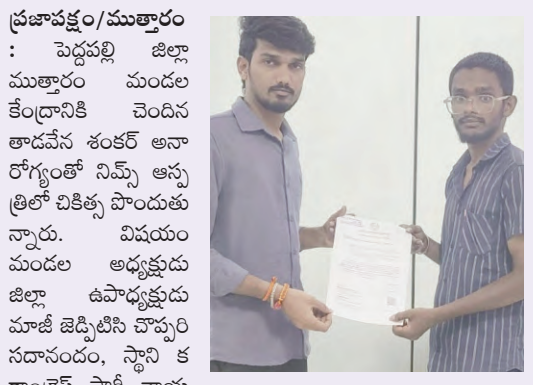 ప్రజాపక్షం/ముత్తారం
: పెద్దపల్లి జిల్లా
ముత్తారం మండల
కేంద్రానికి చెందిన
తాడవేన శంకర్ అనా
రోగ్యంతో నిమ్స్ ఆస్ప
త్రిలో చికిత్స పొందుతు
న్నారు. విషయం
మండల అధ్యక్షుడు
జిల్లా ఉపాధ్యక్షుడు
మాజీ జెడ్పిటిసి చొప్పరి
సదానందం, స్థాని క